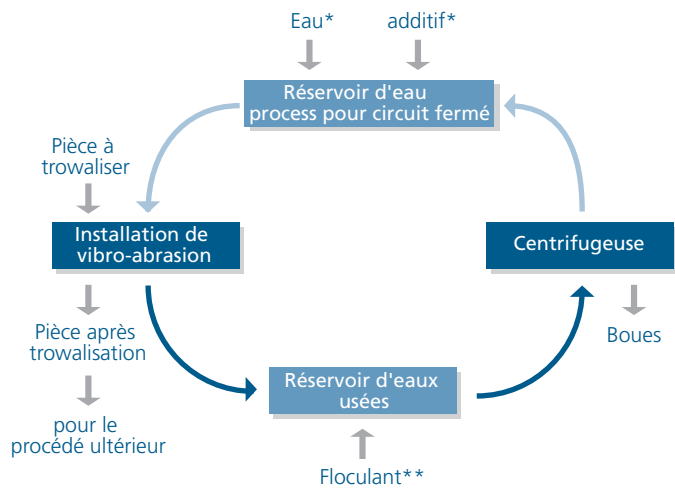 Eau*
additif*
Réservoir d'eau
process pour circuit fermé
Pièce à
trowaliser
Installation de
vibro-abrasion
Centrifugeuse
Pièce après
trowalisation
Boues
Réservoir d'eaux
usées
pour le
procédé ultérieur
Floculant**